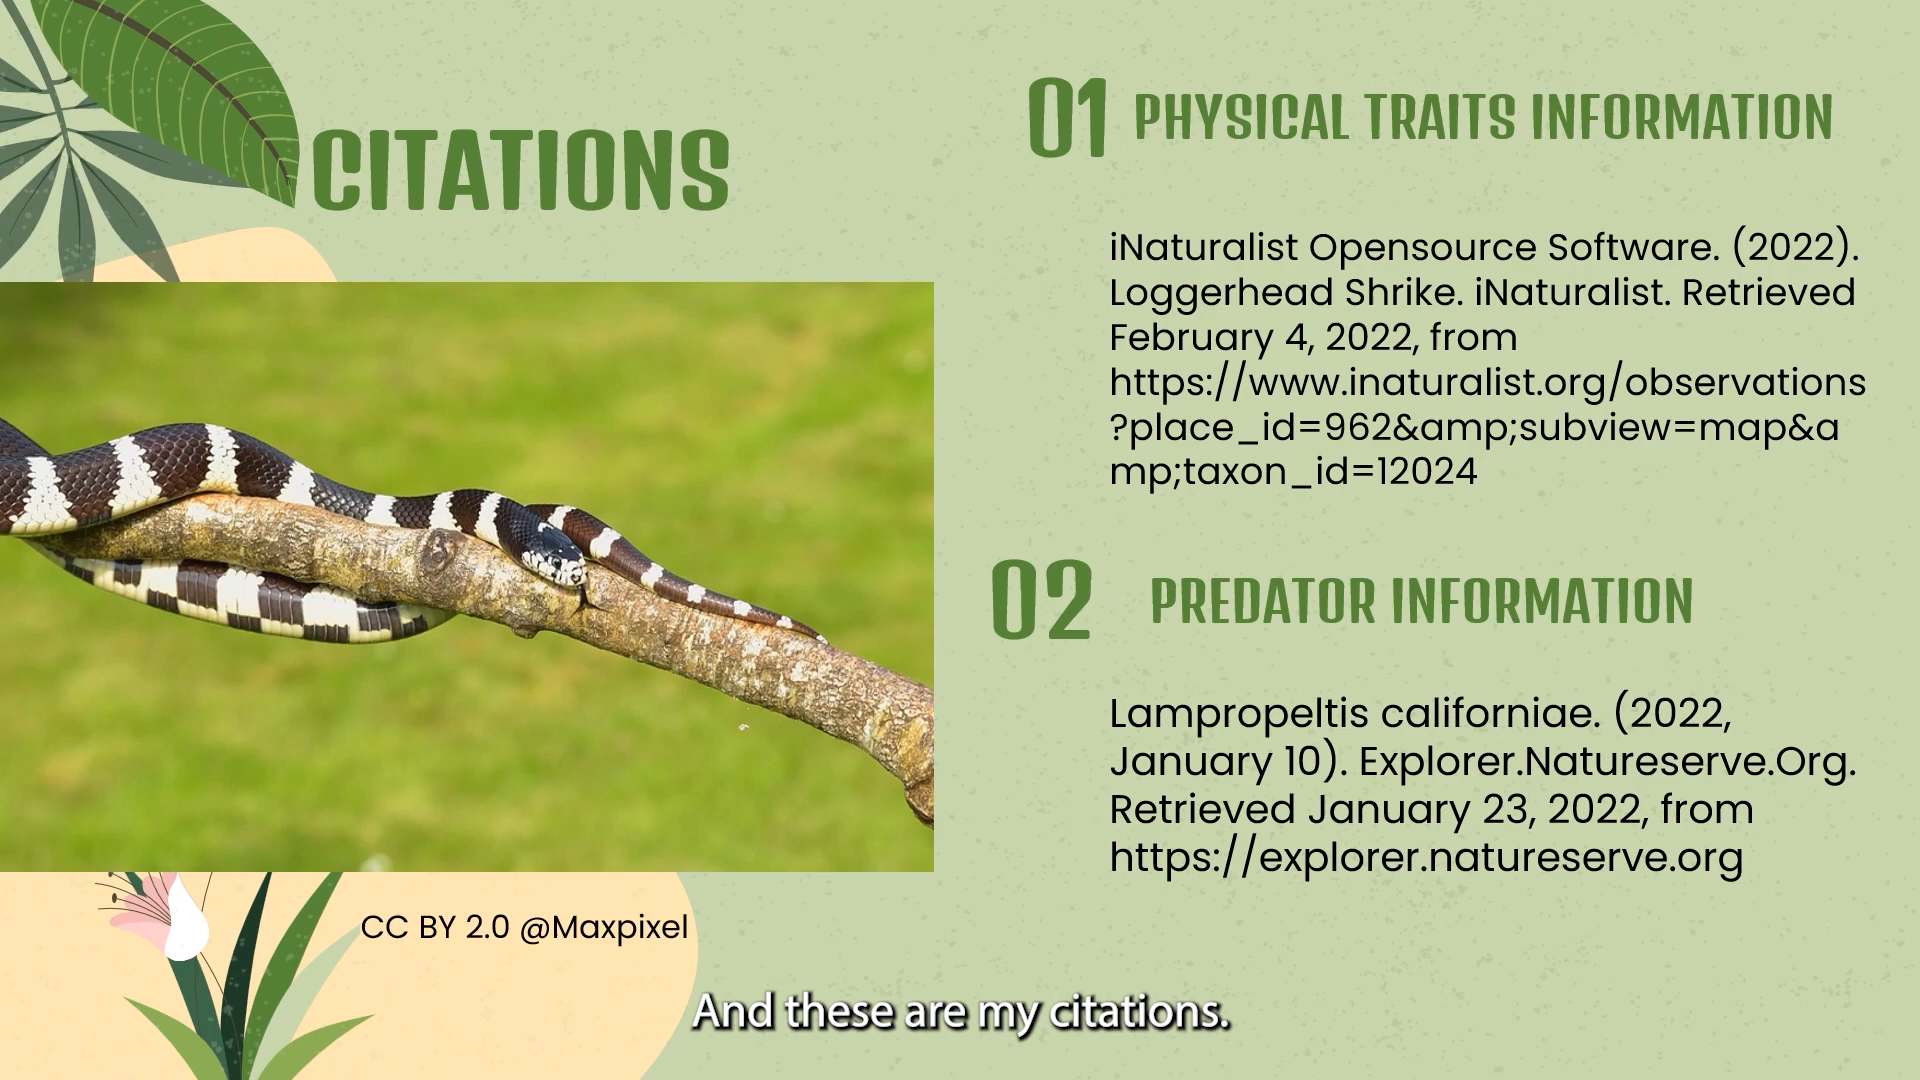 CITATIONS
01 PHYSICAL TRAITS INFORMATION
iNaturalist Opensource Software. (2022).
Loggerhead Shrike. iNaturalist. Retrieved
February 4, 2022, from
https://www.inaturalist.org/observations
?place_id=962&amp;subview=map&a
mp;taxon_id=12024
02 PREDATOR INFORMATION
Lampropeltis californiae. (2022,
January 10). Explorer.Natureserve.Org.
Retrieved January 23, 2022, from
https://explorer.natureserve.org
CC BY 2.0 @Maxpixel
And these are my citations.